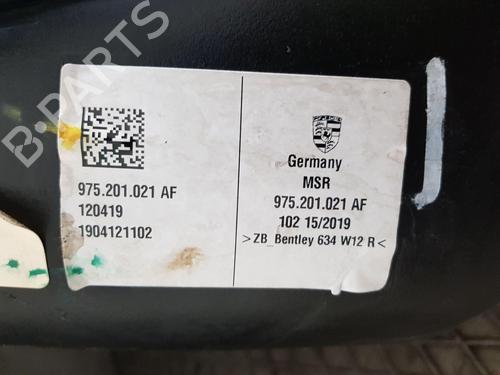 B-PARTS
975.201.021 AF
120419
1904121102
Germany
MSR
975.201.021 AF
102 15/2019
>ZB_Bentley 634 W12 R<